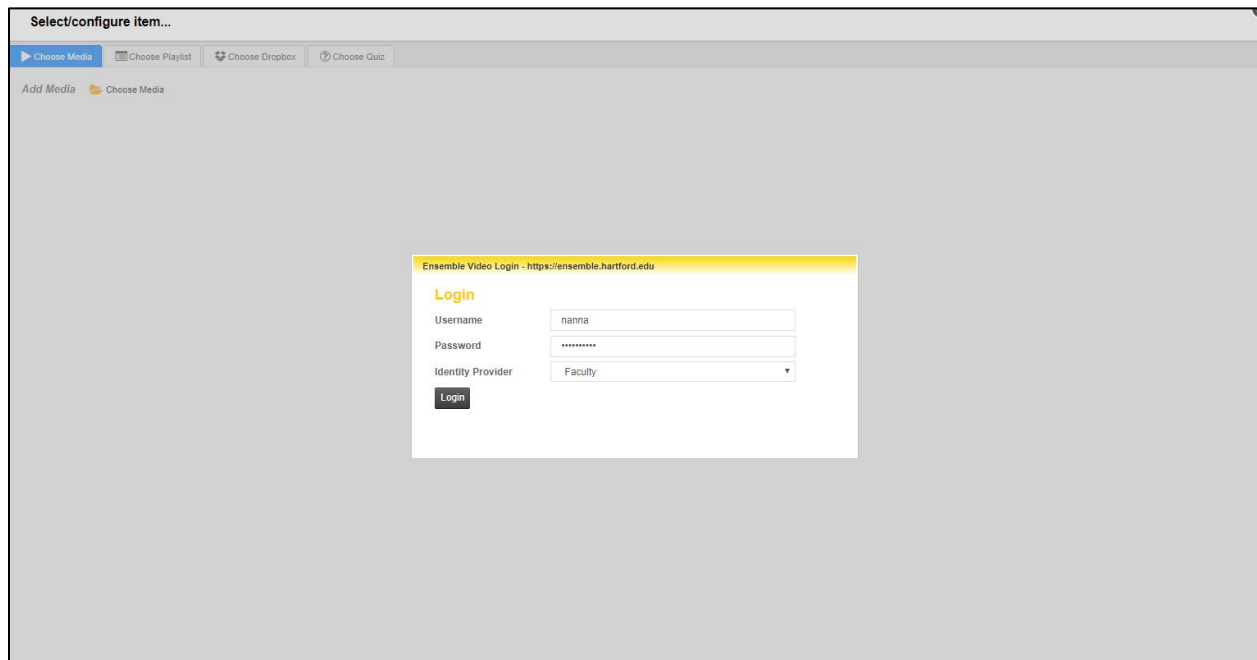 Select/configure item...
Choose Media Choose Playlist Choose Dropbox Choose Quiz
Add Media Choose Media
Ensemble Video Login - https://ensemble.hartford.edu
Login
Username nanna
Password ••••••••••
Identity Provider Faculty
Login